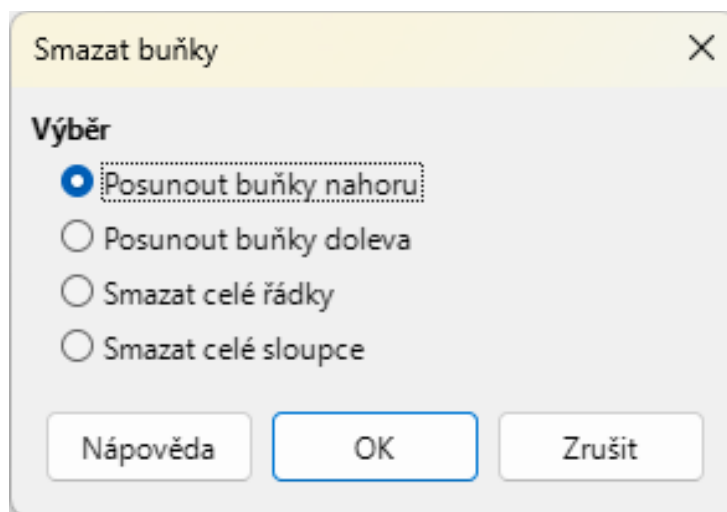 Smazat buňky
Výběr
Posunout buňky nahoru
Posunout buňky doleva
Smazat celé řádky
Smazat celé sloupce
Nápověda OK Zrušit